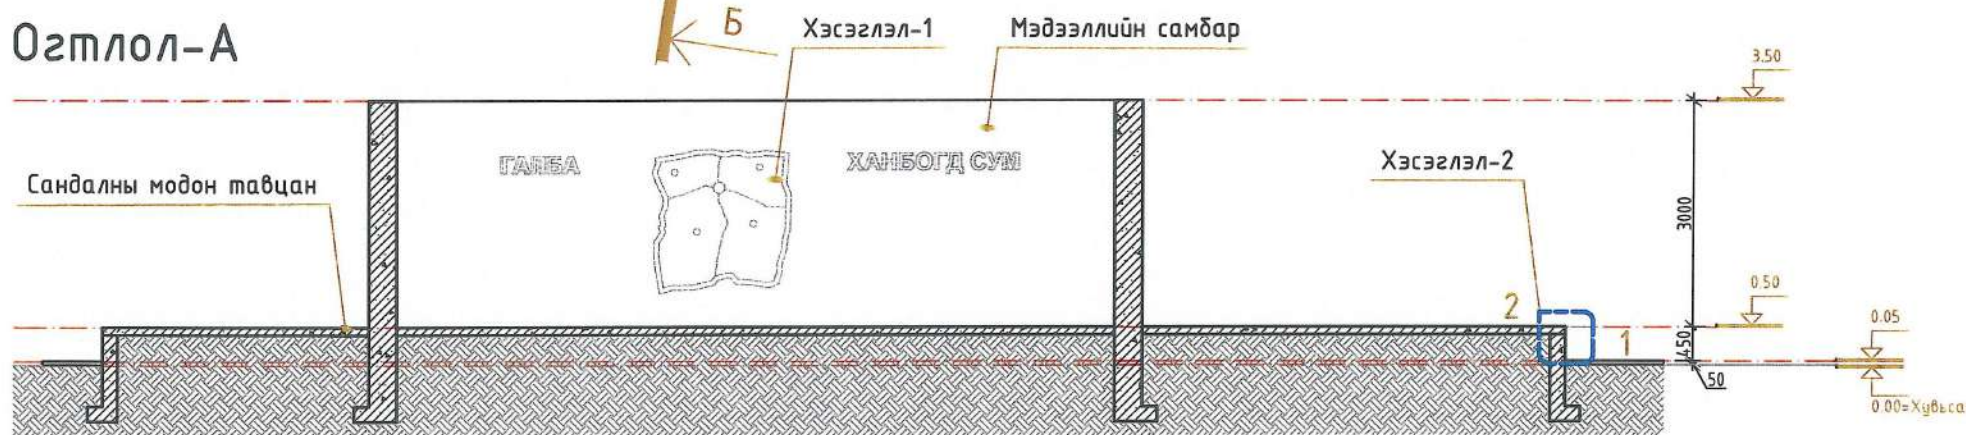 Огтлол-А
Б
Хэсэглэл-1
Мэдээллийн самбар
3.50
ГАЛБА
ХАНБОГД СУМ
Хэсэглэл-2
Сандалны модон тавцан
3000
0.50
2
0.05
1
450
50
0.00=Хувьса